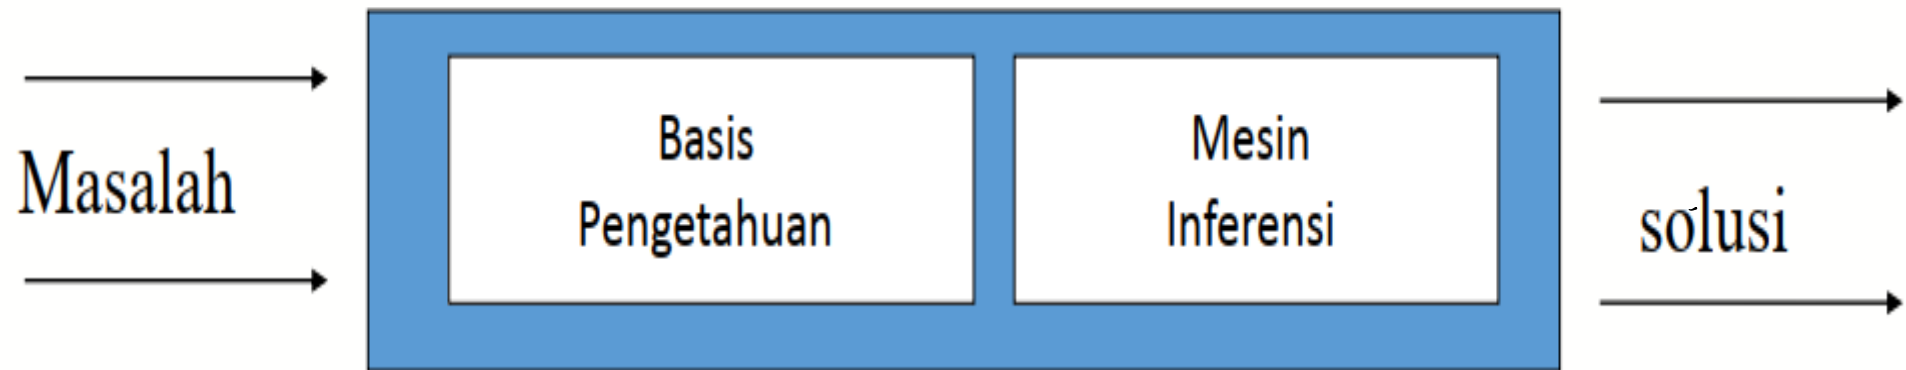 Masalah
Basis
Pengetahuan
Mesin
Inferensi
solusi